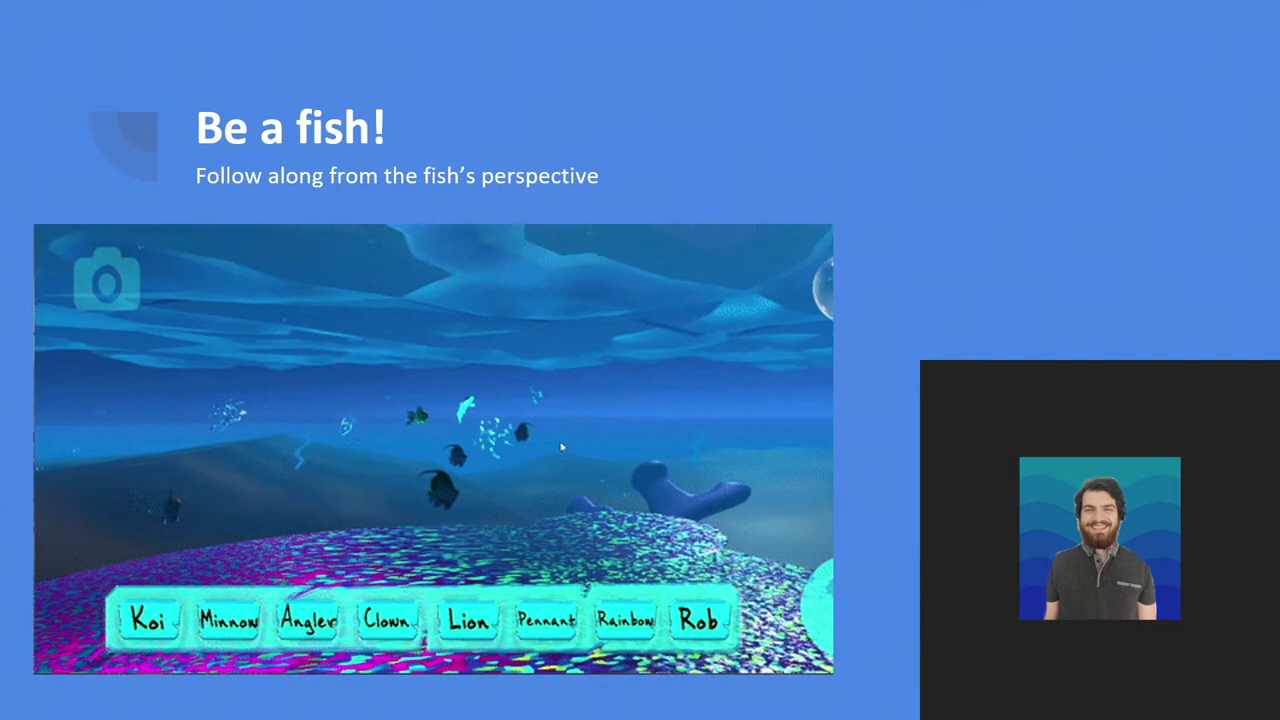 Be a fish!
Follow along from the fish's perspective
Koi Minnow Angler Clown Lion Pennant Rainbow Rob